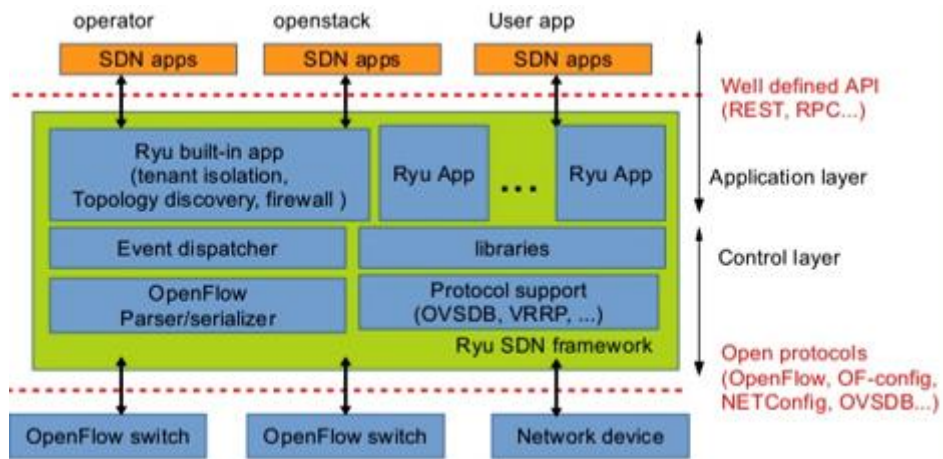 operator
openstack
User app
SDN apps
SDN apps
SDN apps
Well defined API
(REST, RPC...)
Ryu built-in app
(tenant isolation,
Topology discovery, firewall )
Ryu App
...
Ryu App
Application layer
Event dispatcher
libraries
Control layer
OpenFlow
Parser/serializer
Protocol support
(OVSDB, VRRP, ...)
Ryu SDN framework
Open protocols
(OpenFlow, OF-config,
NETConfig, OVSDB...)
OpenFlow switch
OpenFlow switch
Network device